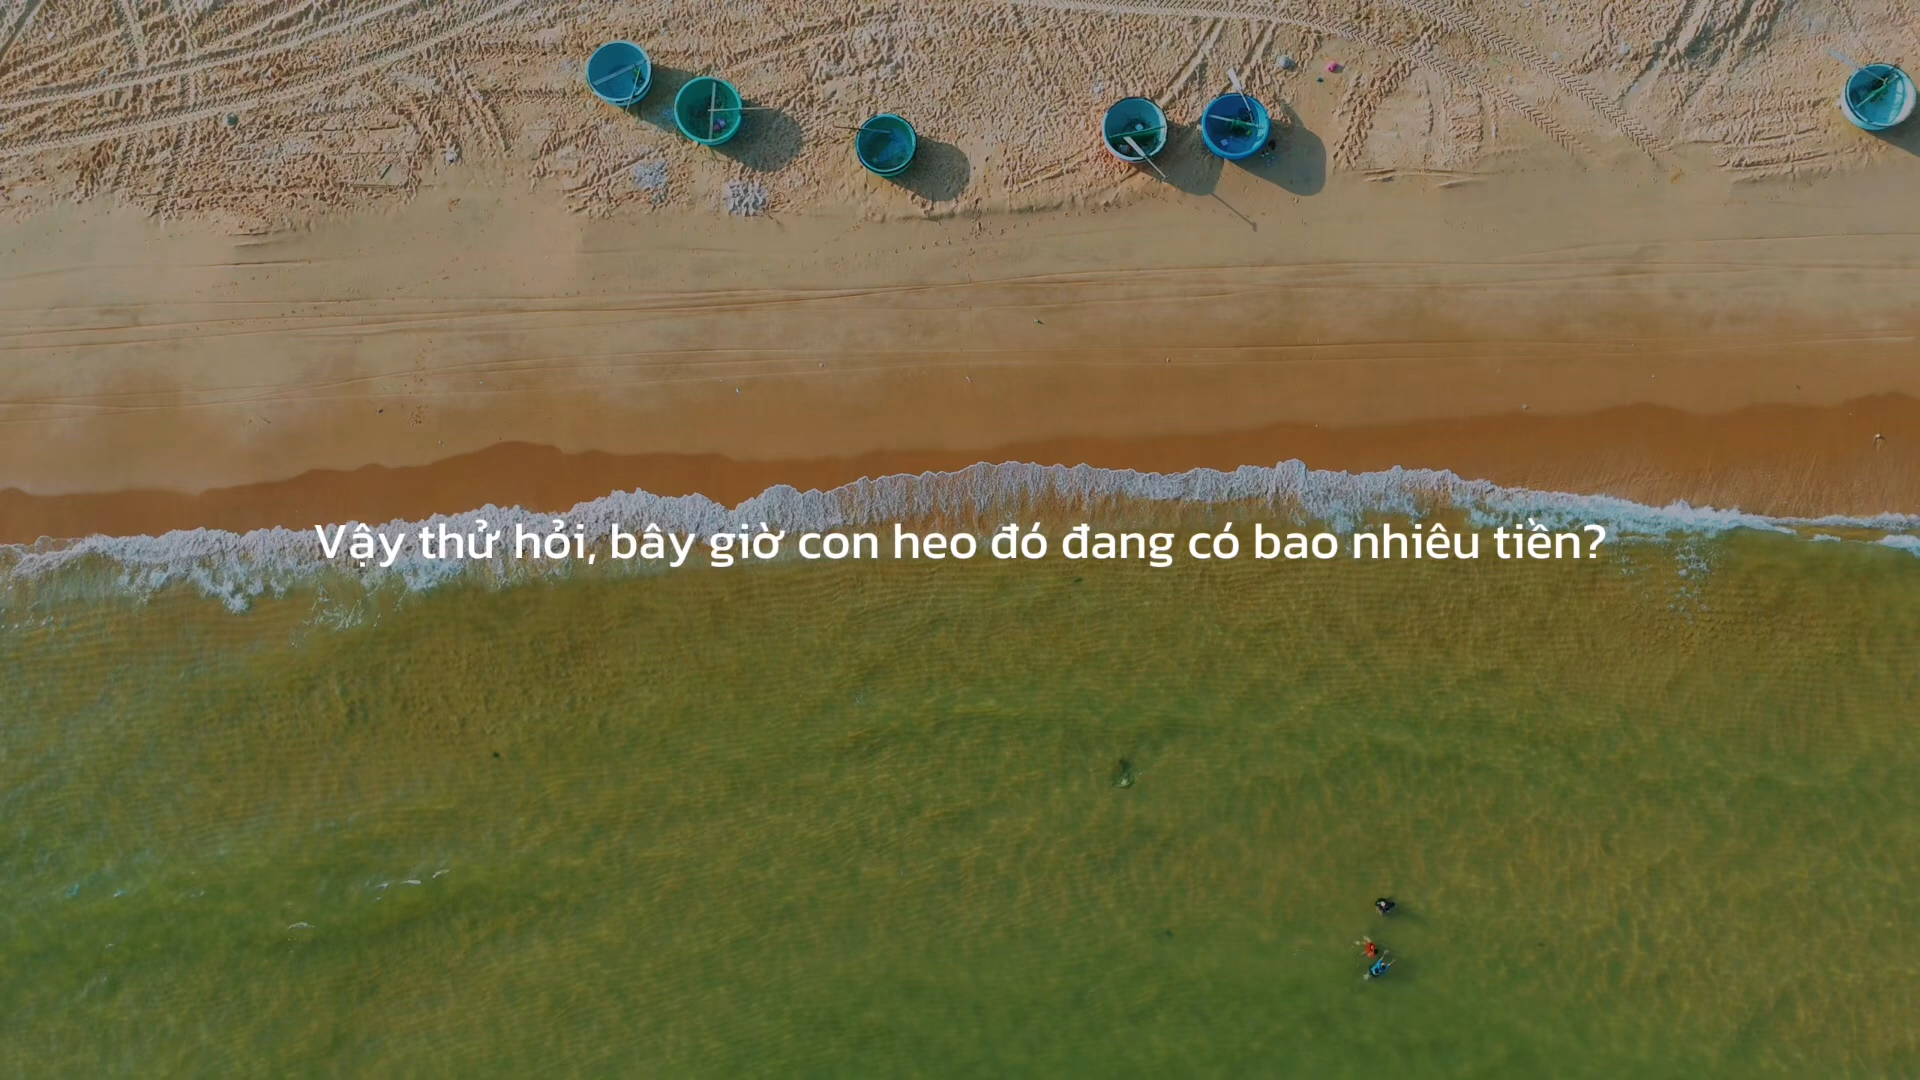 Vậy thử hỏi, bây giờ con heo đó đang có bao nhiêu tiền?